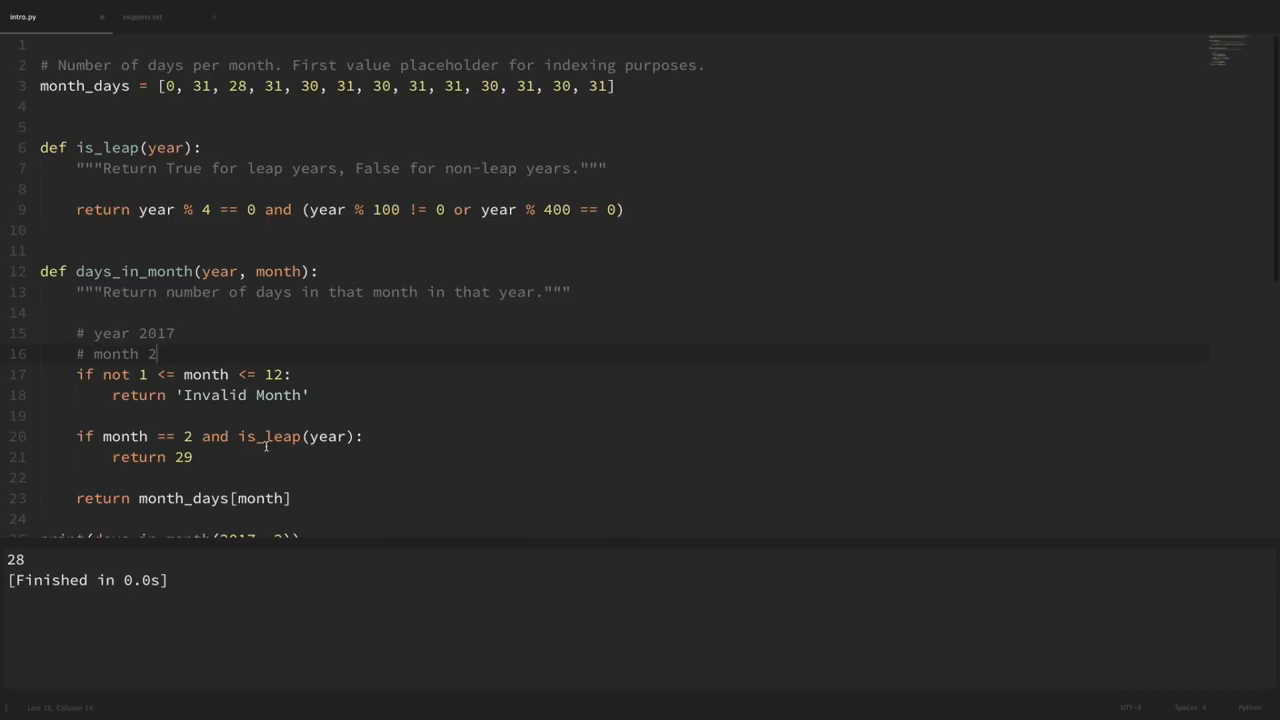 intro.py
snippets.txt
1
2 # Number of days per month. First value placeholder for indexing purposes.
3 month_days = [0, 31, 28, 31, 30, 31, 30, 31, 31, 30, 31, 30, 31]
4
5
6 def is_leap(year):
7     """Return True for leap years, False for non-leap years."""
8
9     return year % 4 == 0 and (year % 100 != 0 or year % 400 == 0)
10
11
12 def days_in_month(year, month):
13     """Return number of days in that month in that year."""
14
15     # year 2017
16     # month 2
17     if not 1 <= month <= 12:
18         return 'Invalid Month'
19
20     if month == 2 and is_leap(year):
21         return 29
22
23     return month_days[month]
24
25 print(days_in_month(2017, 2))
28
[Finished in 0.0s]
Line 16, Column 14
UTF-8
Spaces: 4
Python